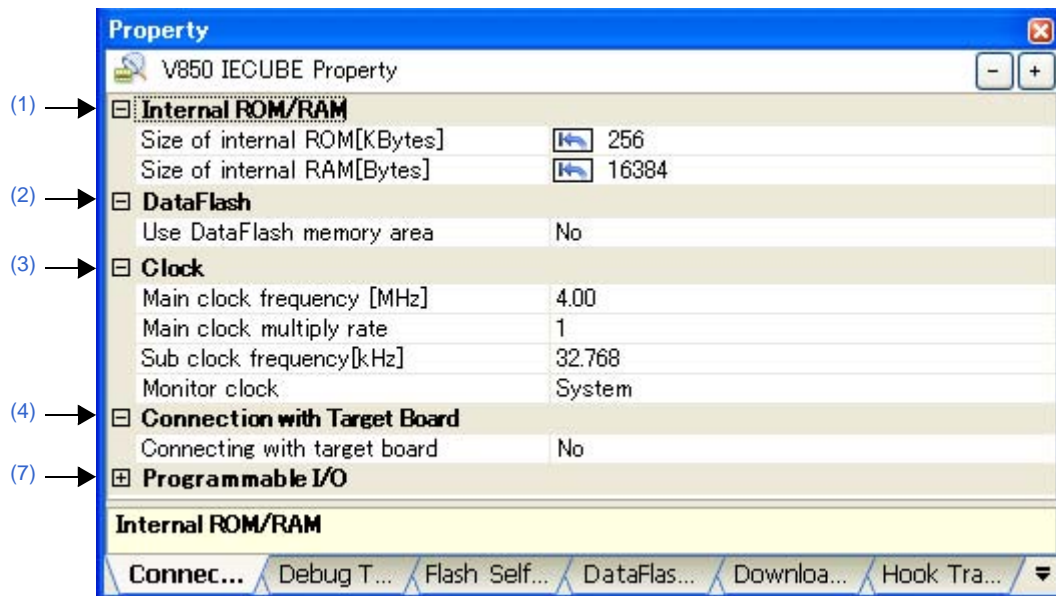 Property
V850 IECUBE Property
- +
(1) Internal ROM/RAM
Size of internal ROM[KBytes] 256
Size of internal RAM[Bytes] 16384
(2) DataFlash
Use DataFlash memory area No
(3) Clock
Main clock frequency [MHz] 4.00
Main clock multiply rate 1
Sub clock frequency[kHz] 32.768
Monitor clock System
(4) Connection with Target Board
Connecting with target board No
(7) Programmable I/O
Internal ROM/RAM
Connec... Debug T... Flash Self... DataFlas... Downloa... Hook Tra...